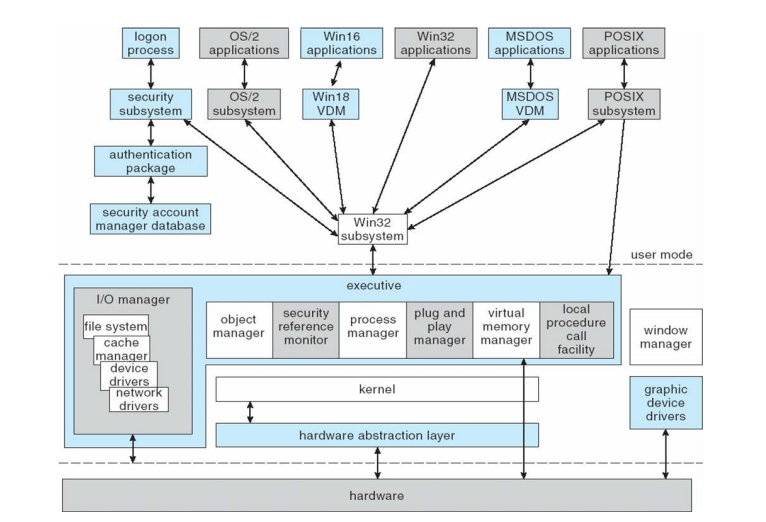 logon
process
OS/2
applications
Win16
applications
Win32
applications
MSDOS
applications
POSIX
applications
security
subsystem
OS/2
subsystem
Win18
VDM
MSDOS
VDM
POSIX
subsystem
authentication
package
security account
manager database
Win32
subsystem
user mode
executive
I/O manager
file system
cache
manager
device
drivers
network
drivers
object
manager
security
reference
monitor
process
manager
plug and
play
manager
virtual
memory
manager
local
procedure
call
facility
window
manager
kernel
graphic
device
drivers
hardware abstraction layer
hardware